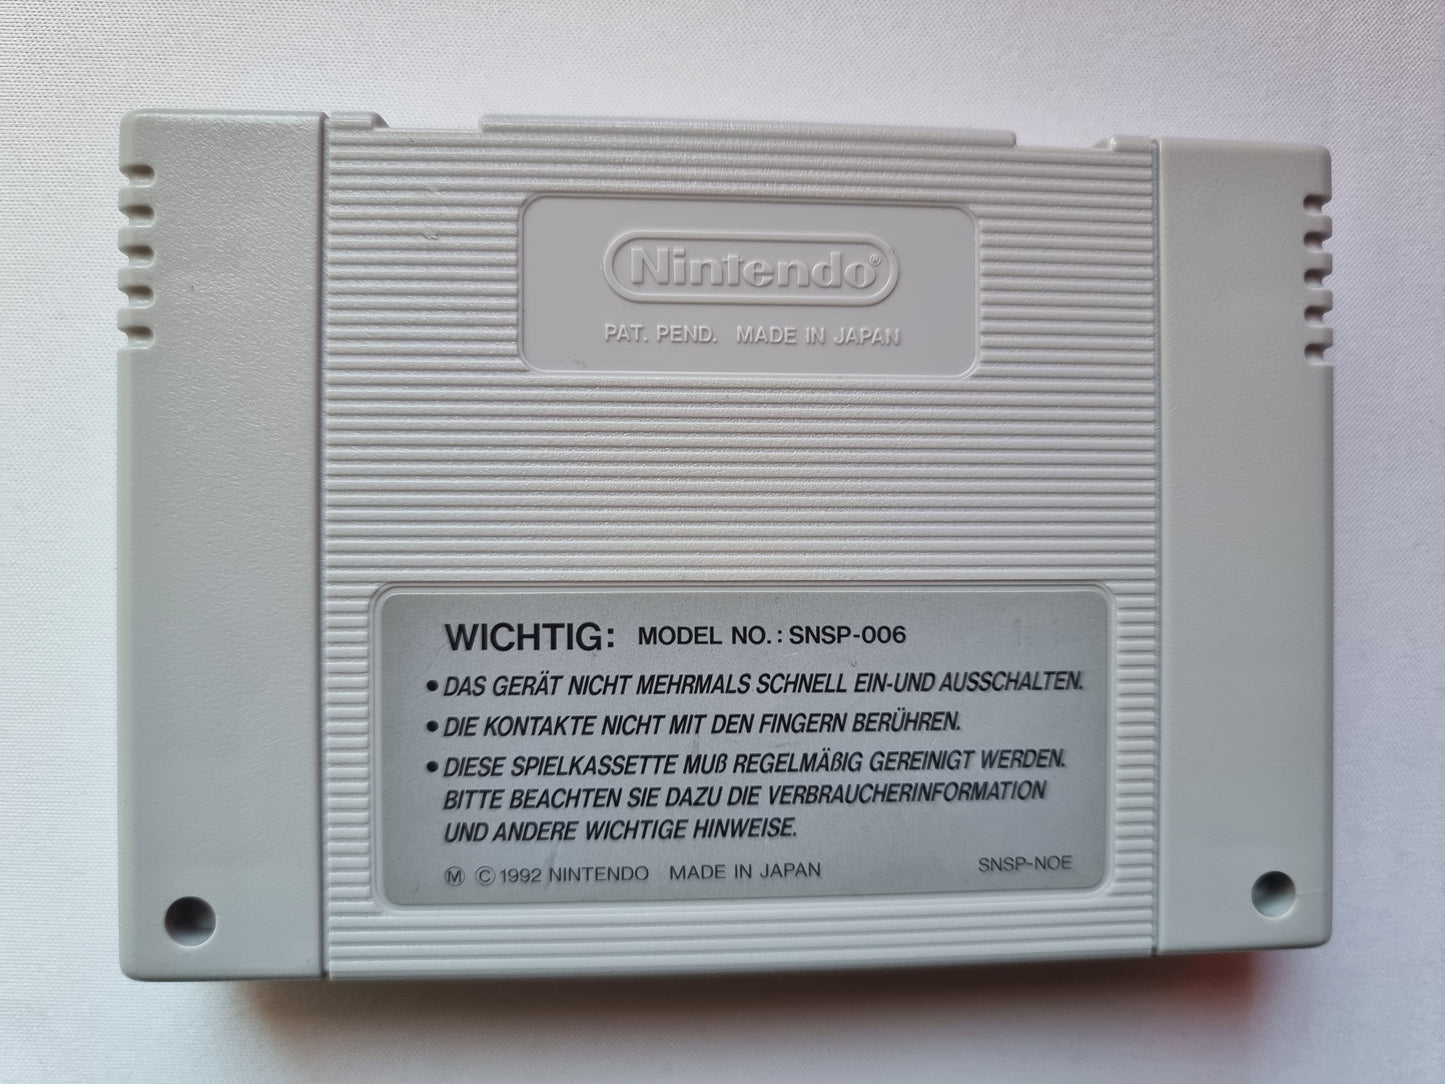 Nintendo®
PAT. PEND. MADE IN JAPAN
WICHTIG: MODEL NO.: SNSP-006
• DAS GERÄT NICHT MEHRMALS SCHNELL EIN-UND AUSSCHALTEN.
• DIE KONTAKTE NICHT MIT DEN FINGERN BERÜHREN.
• DIESE SPIELKASSETTE MUß REGELMÄßIG GEREINIGT WERDEN.
BITTE BEACHTEN SIE DAZU DIE VERBRAUCHERINFORMATION
UND ANDERE WICHTIGE HINWEISE.
Ⓜ © 1992 NINTENDO MADE IN JAPAN SNSP-NOE